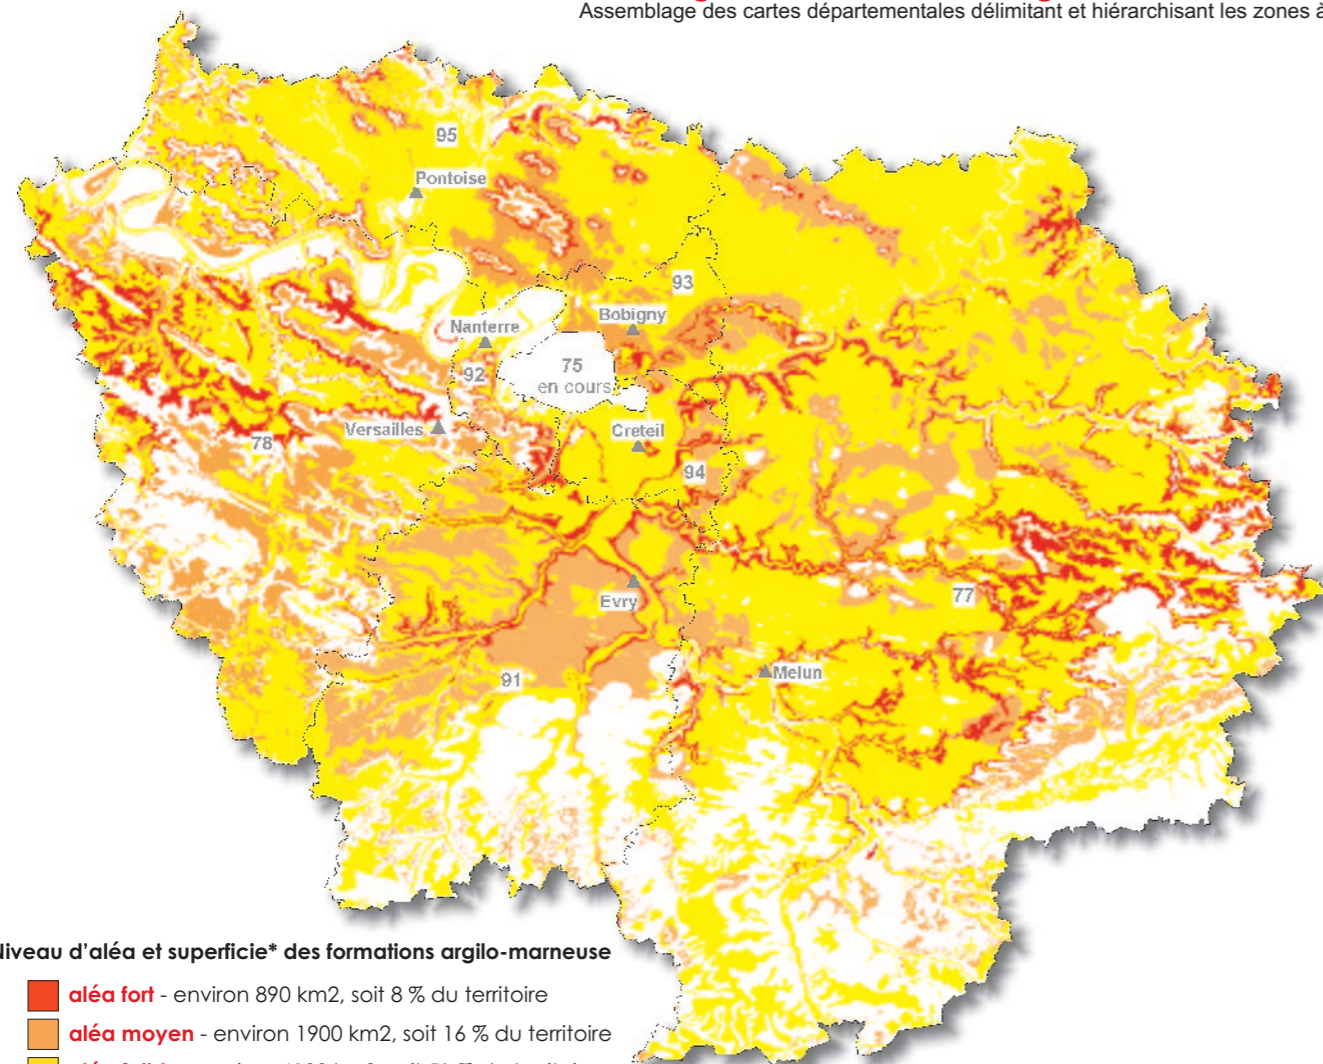 Assemblage des cartes départementales délimitant et hiérarchisant les zones à
95
Pontoise
93
Bobigny
Nanterre
75
en cours
92
Versailles
Creteil
78
94
77
Evry
91
Melun
Niveau d'aléa et superficie* des formations argilo-marneuse
aléa fort - environ 890 km2, soit 8 % du territoire
aléa moyen - environ 1900 km2, soit 16 % du territoire